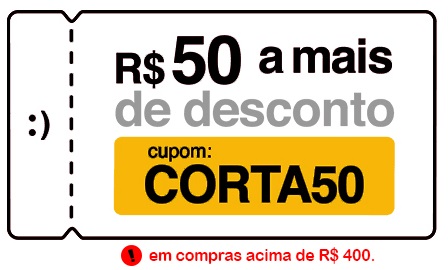 R$ 50 a mais
de desconto
:)
cupom:
CORTA50
! em compras acima de R$ 400.